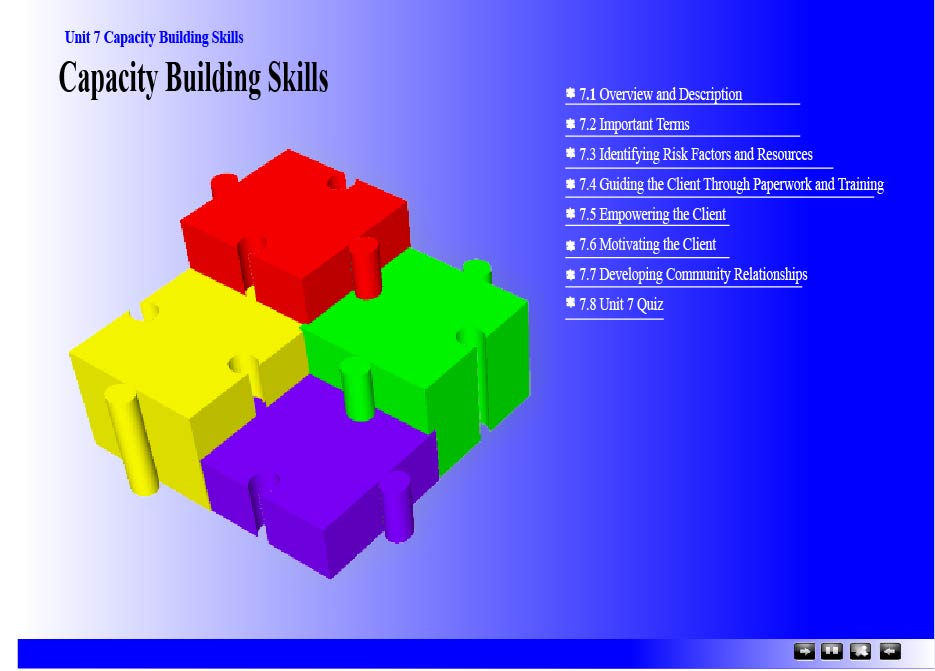 Unit 7 Capacity Building Skills
Capacity Building Skills
7.1 Overview and Description
7.2 Important Terms
7.3 Identifying Risk Factors and Resources
7.4 Guiding the Client Through Paperwork and Training
7.5 Empowering the Client
7.6 Motivating the Client
7.7 Developing Community Relationships
7.8 Unit 7 Quiz